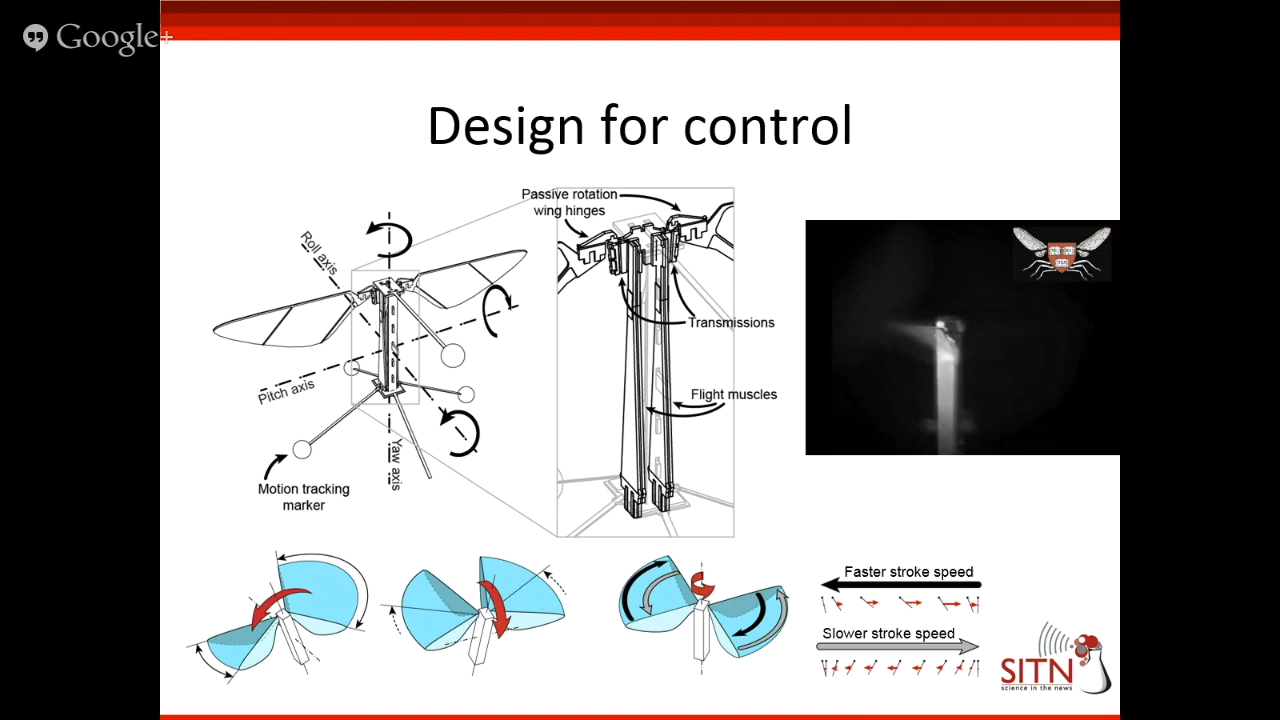 Google+
Design for control
Passive rotation
wing hinges
Roll axis
Transmissions
Pitch axis
Flight muscles
Yaw axis
Motion tracking
marker
Faster stroke speed
Slower stroke speed
SITN
science in the news